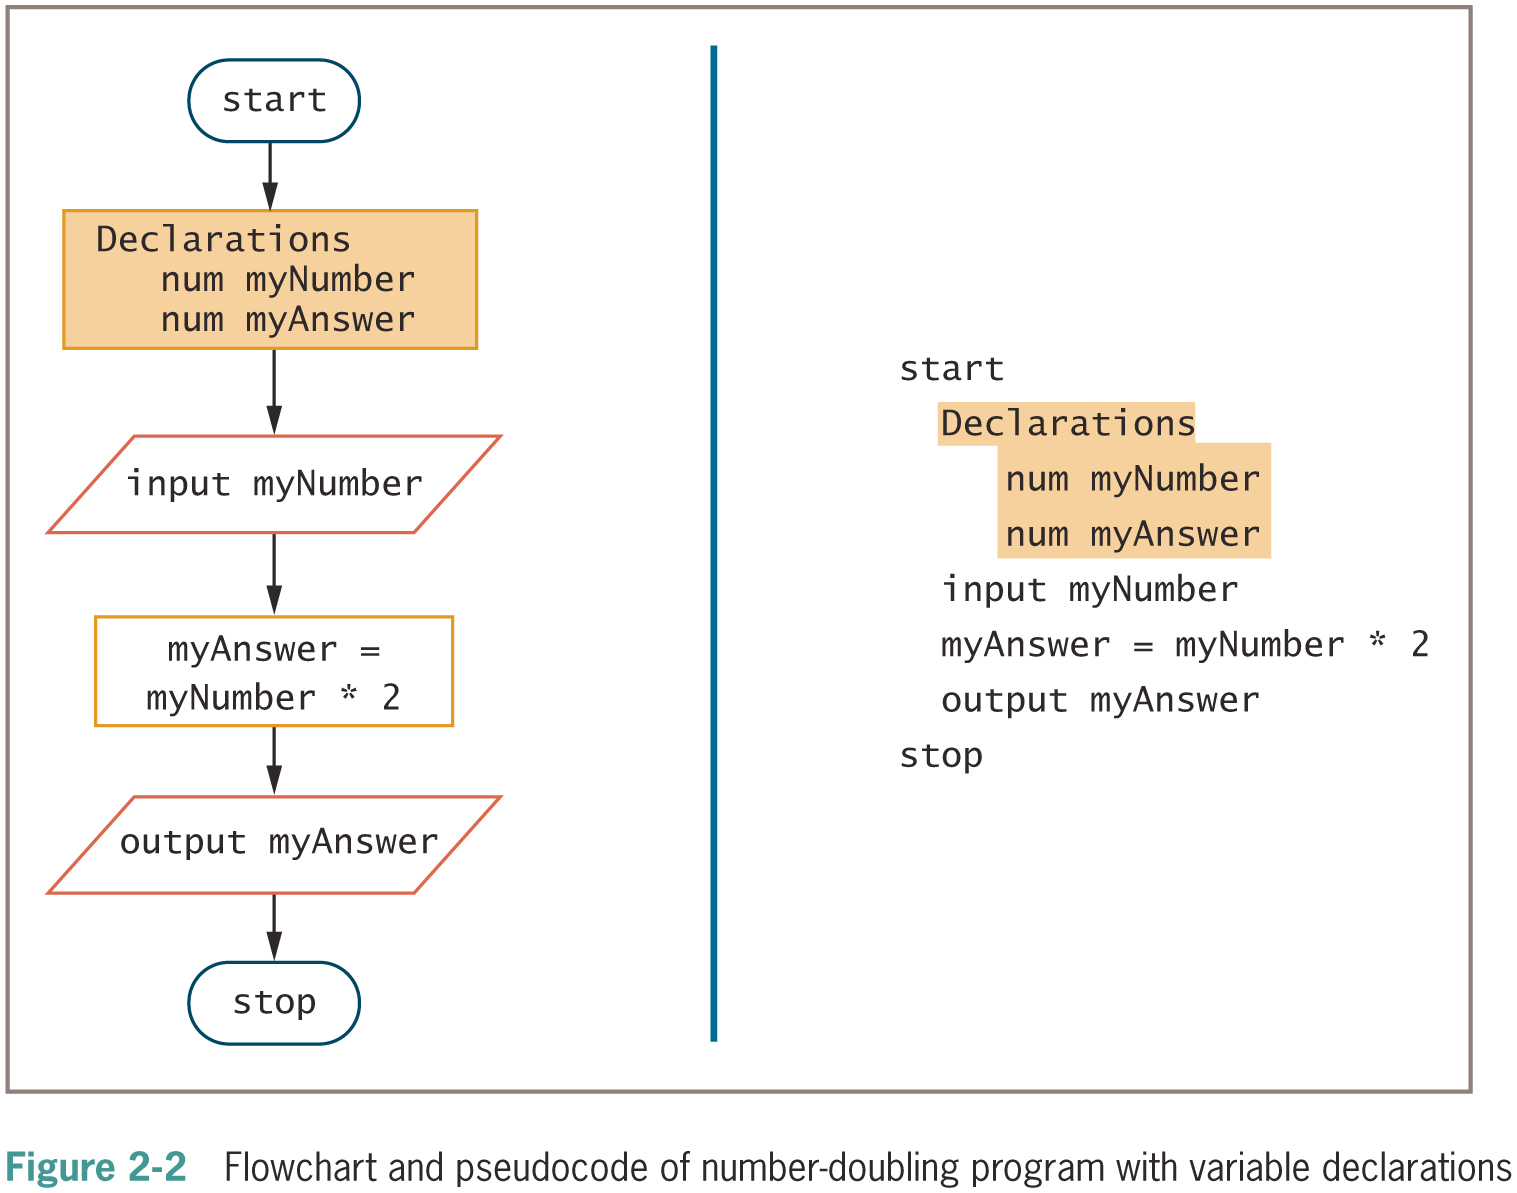 start
Declarations
num myNumber
num myAnswer
input myNumber
myAnswer =
myNumber * 2
output myAnswer
stop
start
Declarations
num myNumber
num myAnswer
input myNumber
myAnswer = myNumber * 2
output myAnswer
stop
Figure 2-2 Flowchart and pseudocode of number-doubling program with variable declarations